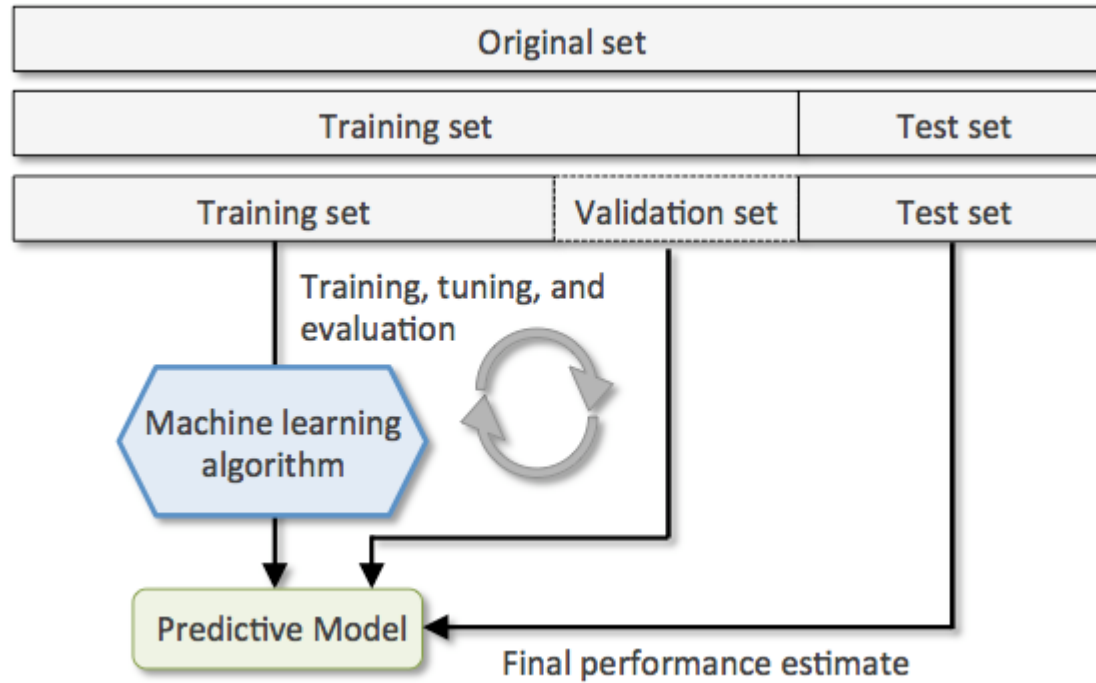 Original set
Training set
Test set
Training set
Validation set
Test set
Training, tuning, and
evaluation
Machine learning
algorithm
Predictive Model
Final performance estimate